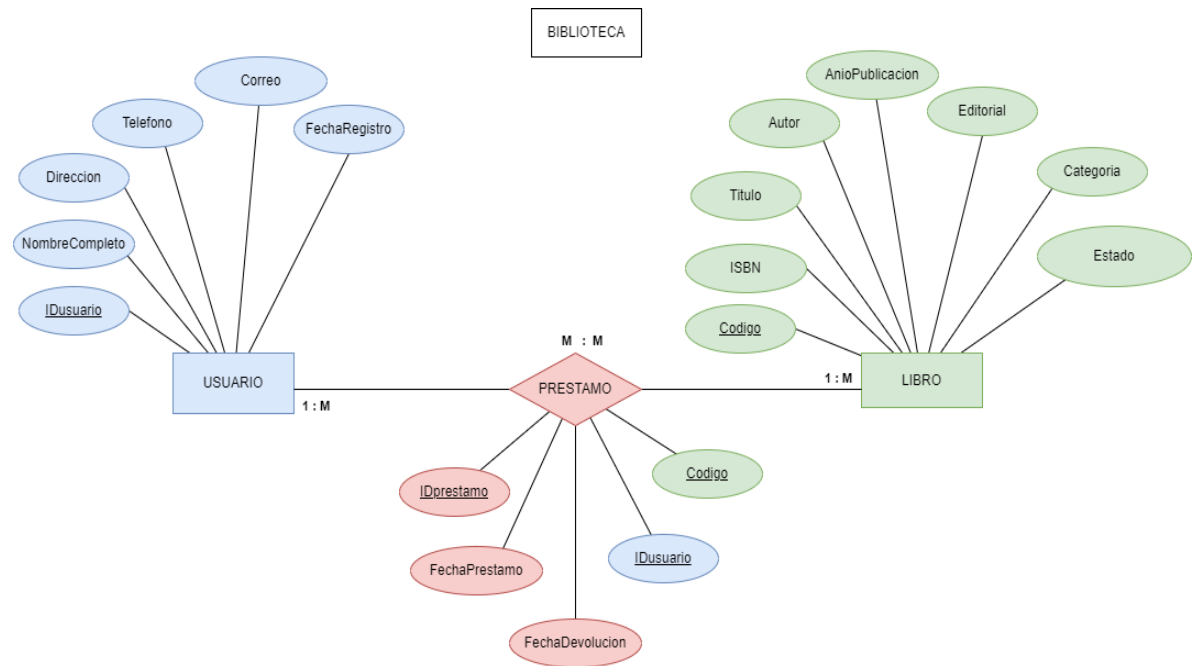 BIBLIOTECA
Correo
Telefono
FechaRegistro
Direccion
NombreCompleto
IDusuario
USUARIO
AnioPublicacion
Editorial
Autor
Categoria
Titulo
Estado
ISBN
Codigo
LIBRO
M : M
PRESTAMO
1 : M
1 : M
IDprestamo
Codigo
FechaPrestamo
IDusuario
FechaDevolucion